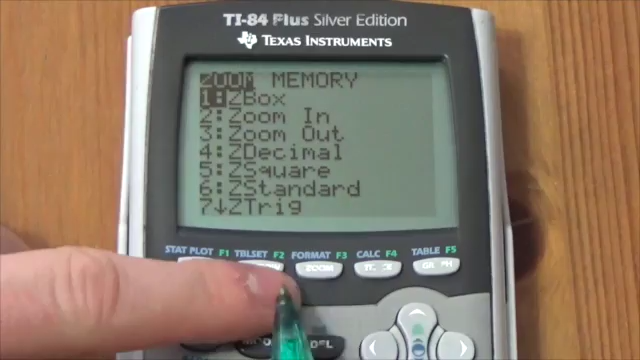 TI-84 Plus Silver Edition
TEXAS INSTRUMENTS
ZOOM MEMORY
1:ZBox
2:Zoom In
3:Zoom Out
4:ZDecimal
5:ZSquare
6:ZStandard
7↓ZTrig
STAT PLOT F1 TBLSET F2 FORMAT F3 CALC F4 TABLE F5
ZOOM
DEL